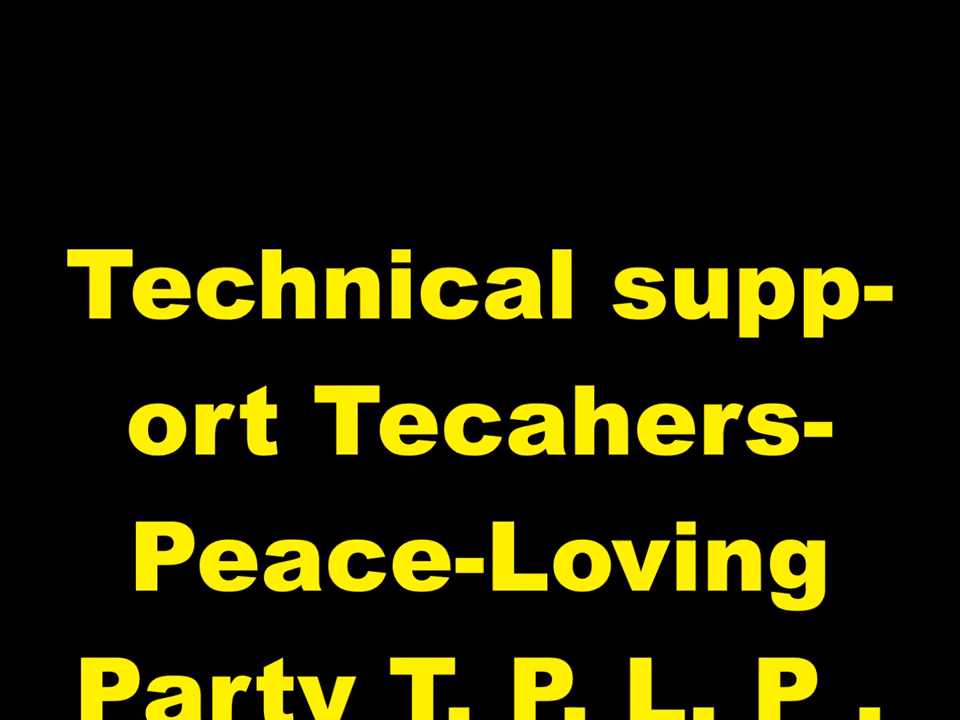 Technical supp-
ort Tecahers-
Peace-Loving
Party T. P. L. P .